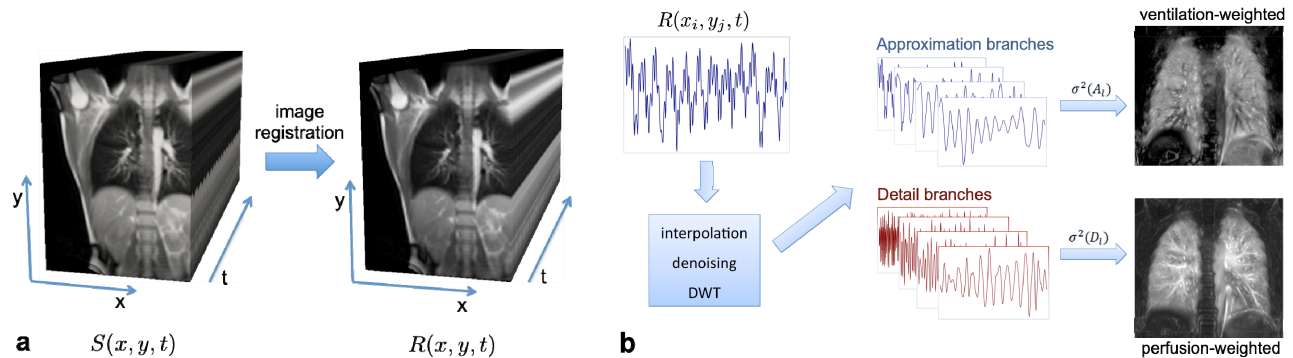 image
registration
y
x
t
y
x
t
a
S(x, y, t)
R(x, y, t)
R(x_i, y_j, t)
interpolation
denoising
DWT
Approximation branches
σ²(A_l)
ventilation-weighted
Detail branches
σ²(D_l)
perfusion-weighted
b